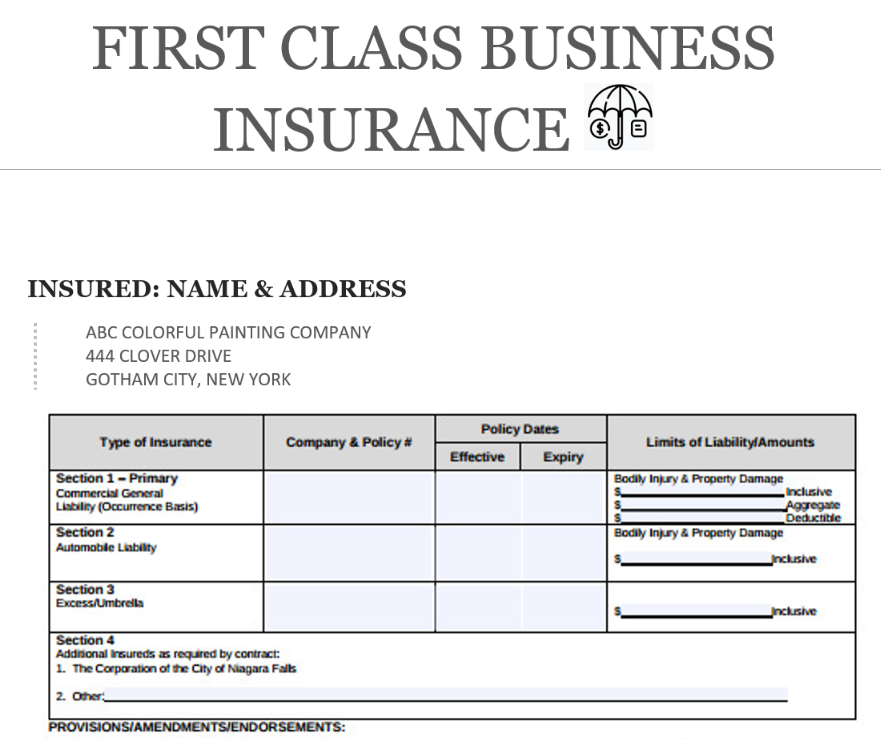 FIRST CLASS BUSINESS
INSURANCE
$
INSURED: NAME & ADDRESS
ABC COLORFUL PAINTING COMPANY
444 CLOVER DRIVE
GOTHAM CITY, NEW YORK
Type of Insurance
Company & Policy #
Policy Dates
Effective
Expiry
Limits of Liability/Amounts
Section 1 – Primary
Commercial General
Liability (Occurrence Basis)
Bodily Injury & Property Damage
$ Inclusive
$ Aggregate
$ Deductible
Section 2
Automobile Liability
Bodily Injury & Property Damage
$ Inclusive
Section 3
Excess/Umbrella
$ Inclusive
Section 4
Additional Insureds as required by contract:
1. The Corporation of the City of Niagara Falls
2. Other:
PROVISIONS/AMENDMENTS/ENDORSEMENTS: